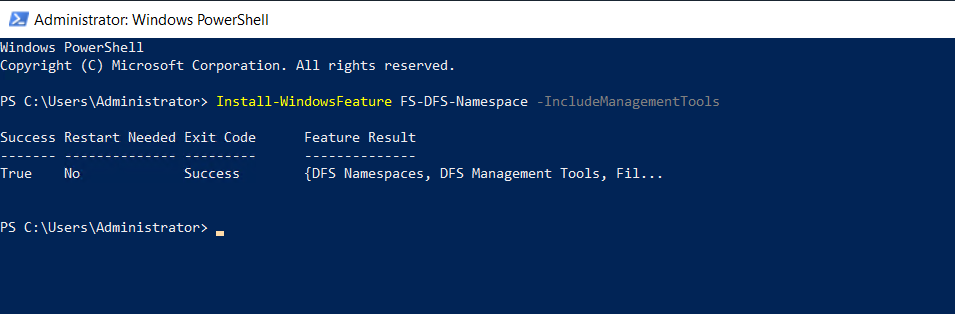 Administrator: Windows PowerShell
Windows PowerShell
Copyright (C) Microsoft Corporation. All rights reserved.
PS C:\Users\Administrator> Install-WindowsFeature FS-DFS-Namespace -IncludeManagementTools
Success Restart Needed Exit Code      Feature Result
------- -------------- ---------      --------------
True    No             Success        {DFS Namespaces, DFS Management Tools, Fil...
PS C:\Users\Administrator>